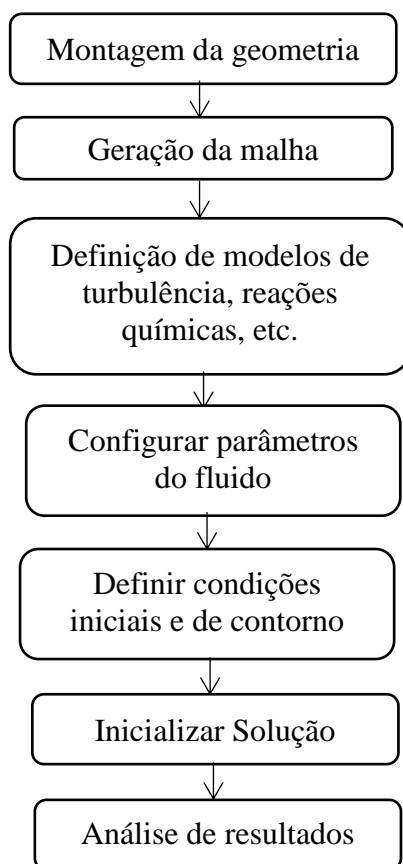 Montagem da geometria
Geração da malha
Definição de modelos de
turbulência, reações
químicas, etc.
Configurar parâmetros
do fluido
Definir condições
iniciais e de contorno
Inicializar Solução
Análise de resultados